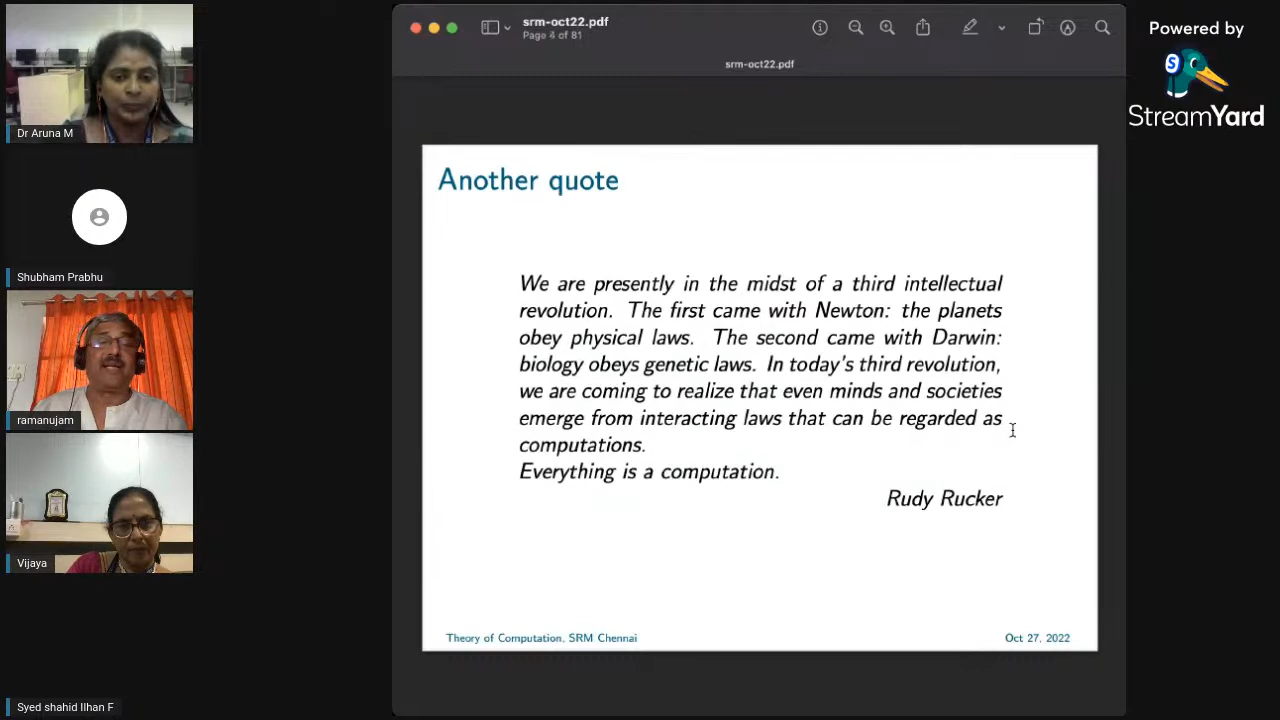 srm-oct22.pdf
Page 4 of 81
srm-oct22.pdf
Powered by
StreamYard
Dr Aruna M
Shubham Prabhu
ramanujam
Vijaya
Syed shahid Ilhan F
Another quote
We are presently in the midst of a third intellectual
revolution. The first came with Newton: the planets
obey physical laws. The second came with Darwin:
biology obeys genetic laws. In today's third revolution,
we are coming to realize that even minds and societies
emerge from interacting laws that can be regarded as
computations.
Everything is a computation.
Rudy Rucker
Theory of Computation, SRM Chennai
Oct 27, 2022